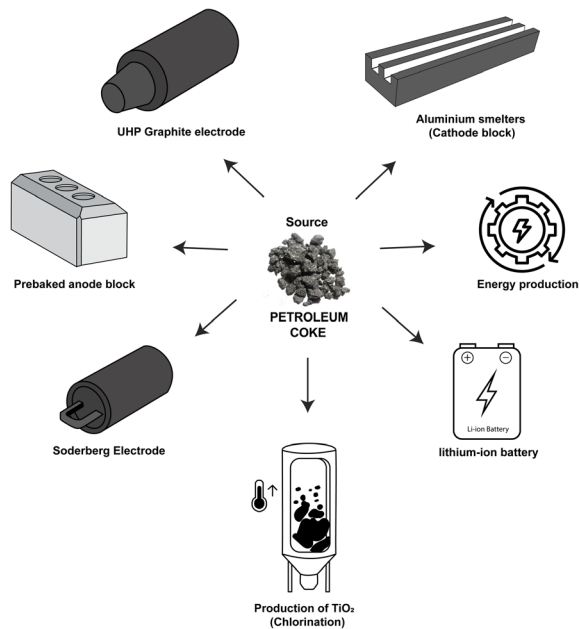 UHP Graphite electrode
Aluminium smelters
(Cathode block)
Source
Prebaked anode block
Energy production
PETROLEUM
COKE
+
−
Li-ion Battery
Soderberg Electrode
lithium-ion battery
Production of TiO₂
(Chlorination)